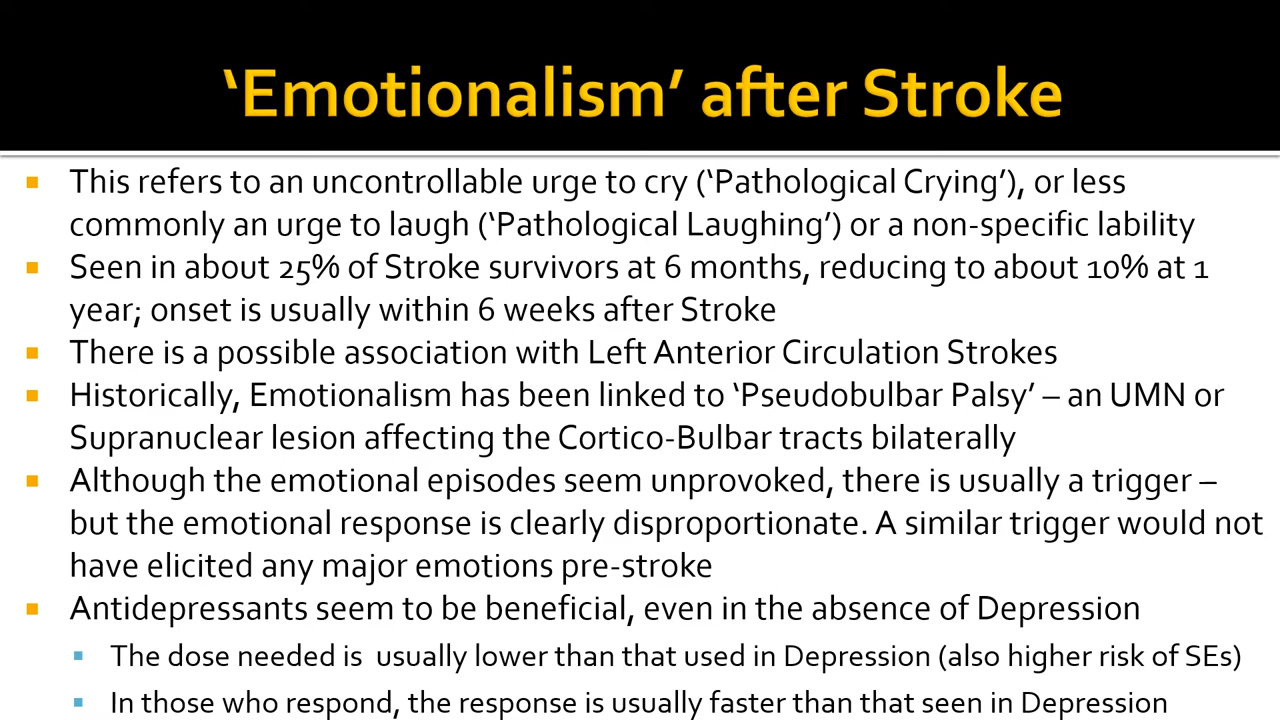 ‘Emotionalism’ after Stroke
This refers to an uncontrollable urge to cry (‘Pathological Crying’), or less
commonly an urge to laugh (‘Pathological Laughing’) or a non-specific lability
Seen in about 25% of Stroke survivors at 6 months, reducing to about 10% at 1
year; onset is usually within 6 weeks after Stroke
There is a possible association with Left Anterior Circulation Strokes
Historically, Emotionalism has been linked to ‘Pseudobulbar Palsy’ – an UMN or
Supranuclear lesion affecting the Cortico-Bulbar tracts bilaterally
Although the emotional episodes seem unprovoked, there is usually a trigger –
but the emotional response is clearly disproportionate. A similar trigger would not
have elicited any major emotions pre-stroke
Antidepressants seem to be beneficial, even in the absence of Depression
The dose needed is  usually lower than that used in Depression (also higher risk of SEs)
In those who respond, the response is usually faster than that seen in Depression